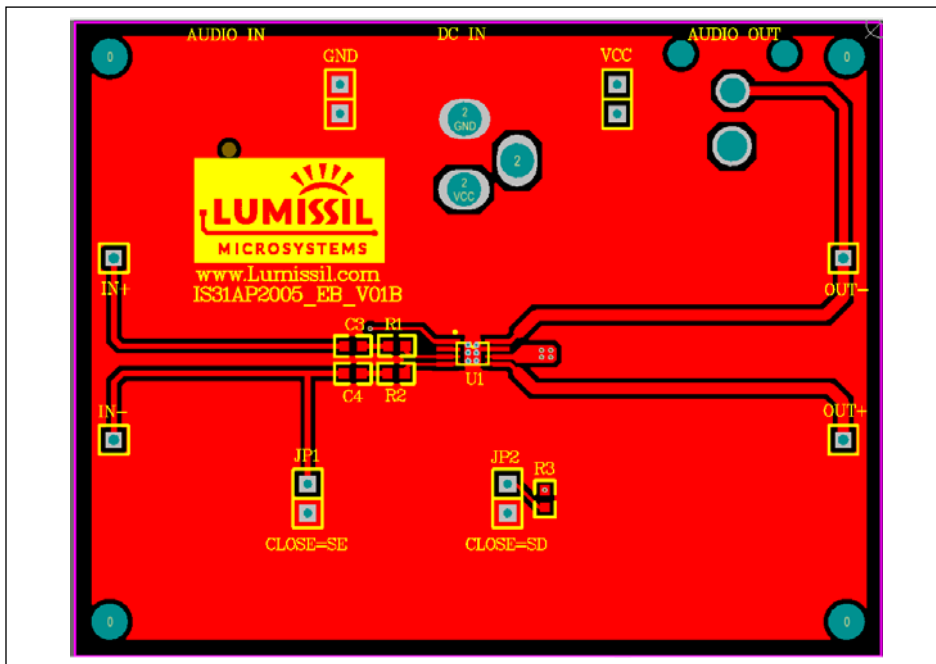 AUDIO IN DC IN AUDIO OUT
0 0
GND VCC
2
GND
2
2
VCC
LUMISSIL
MICROSYSTEMS
www.Lumissil.com
IS31AP2005_EB_V01B
IN+ OUT-
C3 R1
U1
C4 R2
IN- OUT+
JP1 JP2 R3
CLOSE=SE CLOSE=SD
0 0